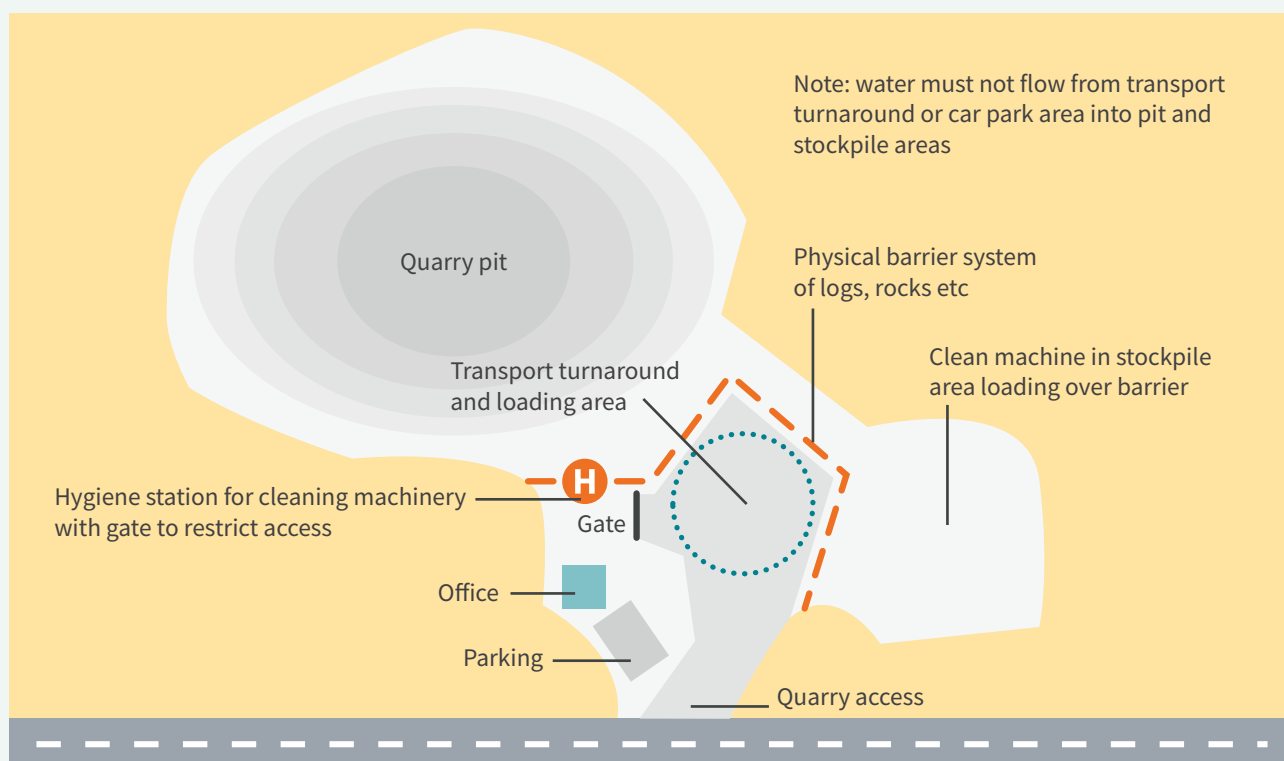 Note: water must not flow from transport
turnaround or car park area into pit and
stockpile areas
Quarry pit
Physical barrier system
of logs, rocks etc
Clean machine in stockpile
area loading over barrier
Transport turnaround
and loading area
H
Hygiene station for cleaning machinery
with gate to restrict access
Gate
Office
Parking
Quarry access